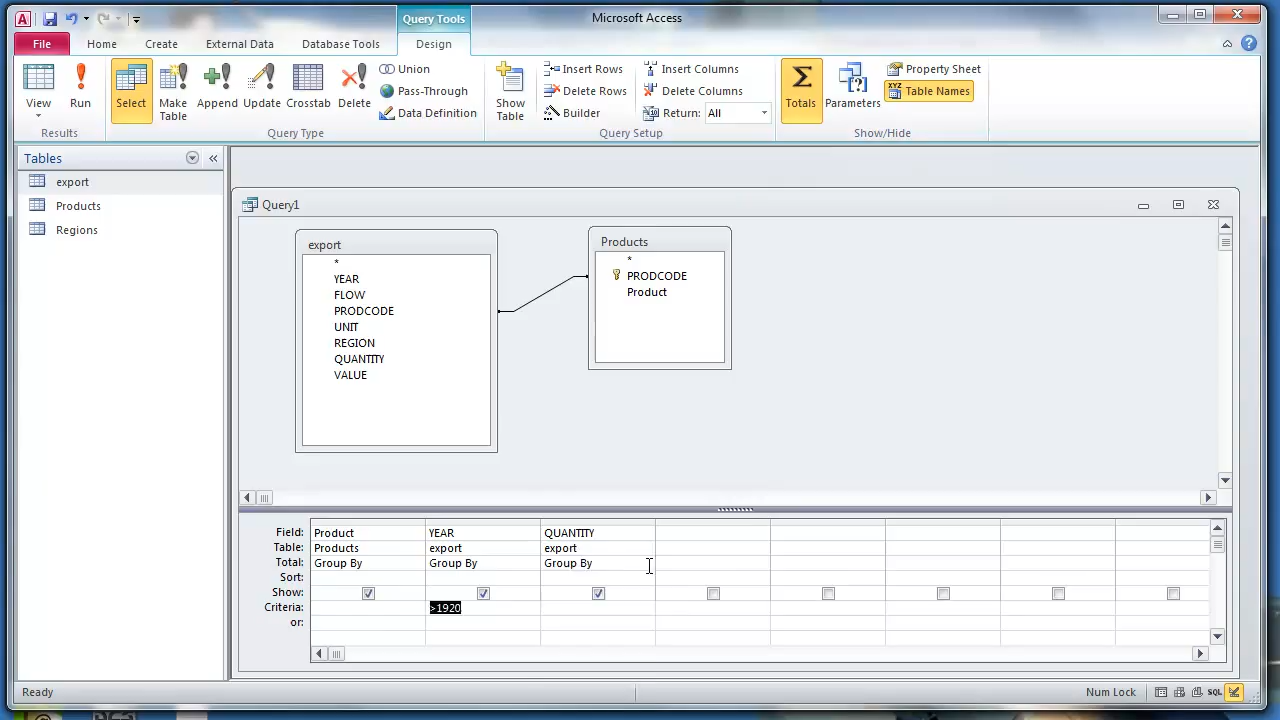 Query Tools
Microsoft Access
File
Home
Create
External Data
Database Tools
Design
View
Run
Results
Select
Make
Table
Append
Update
Crosstab
Delete
Union
Pass-Through
Data Definition
Query Type
Show
Table
Insert Rows
Delete Rows
Builder
Insert Columns
Delete Columns
Return: All
Query Setup
Totals
Parameters
Property Sheet
XYZ Table Names
Show/Hide
Tables
export
Products
Regions
Query1
export
*
YEAR
FLOW
PRODCODE
UNIT
REGION
QUANTITY
VALUE
Products
*
PRODCODE
Product
Field: Product YEAR QUANTITY
Table: Products export export
Total: Group By Group By Group By
Sort:
Show:
Criteria: >1920
or:
Ready
Num Lock
SQL